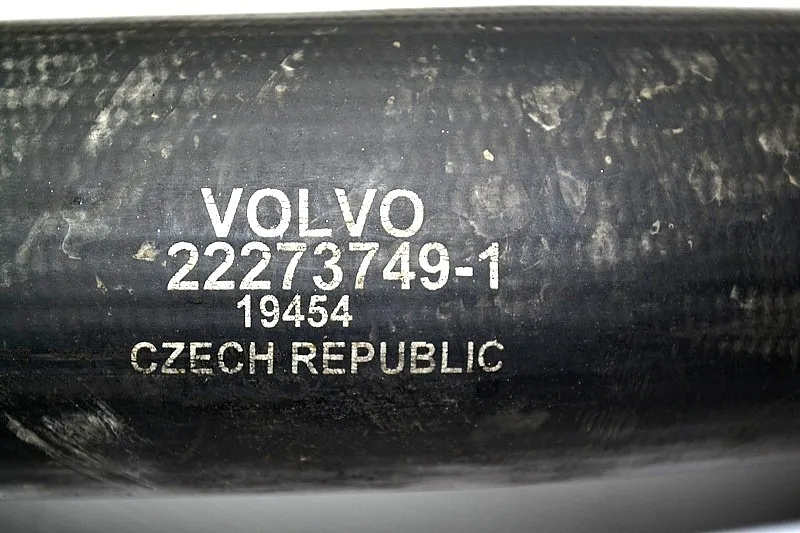 VOLVO
22273749-1
19454
CZECH REPUBLIC